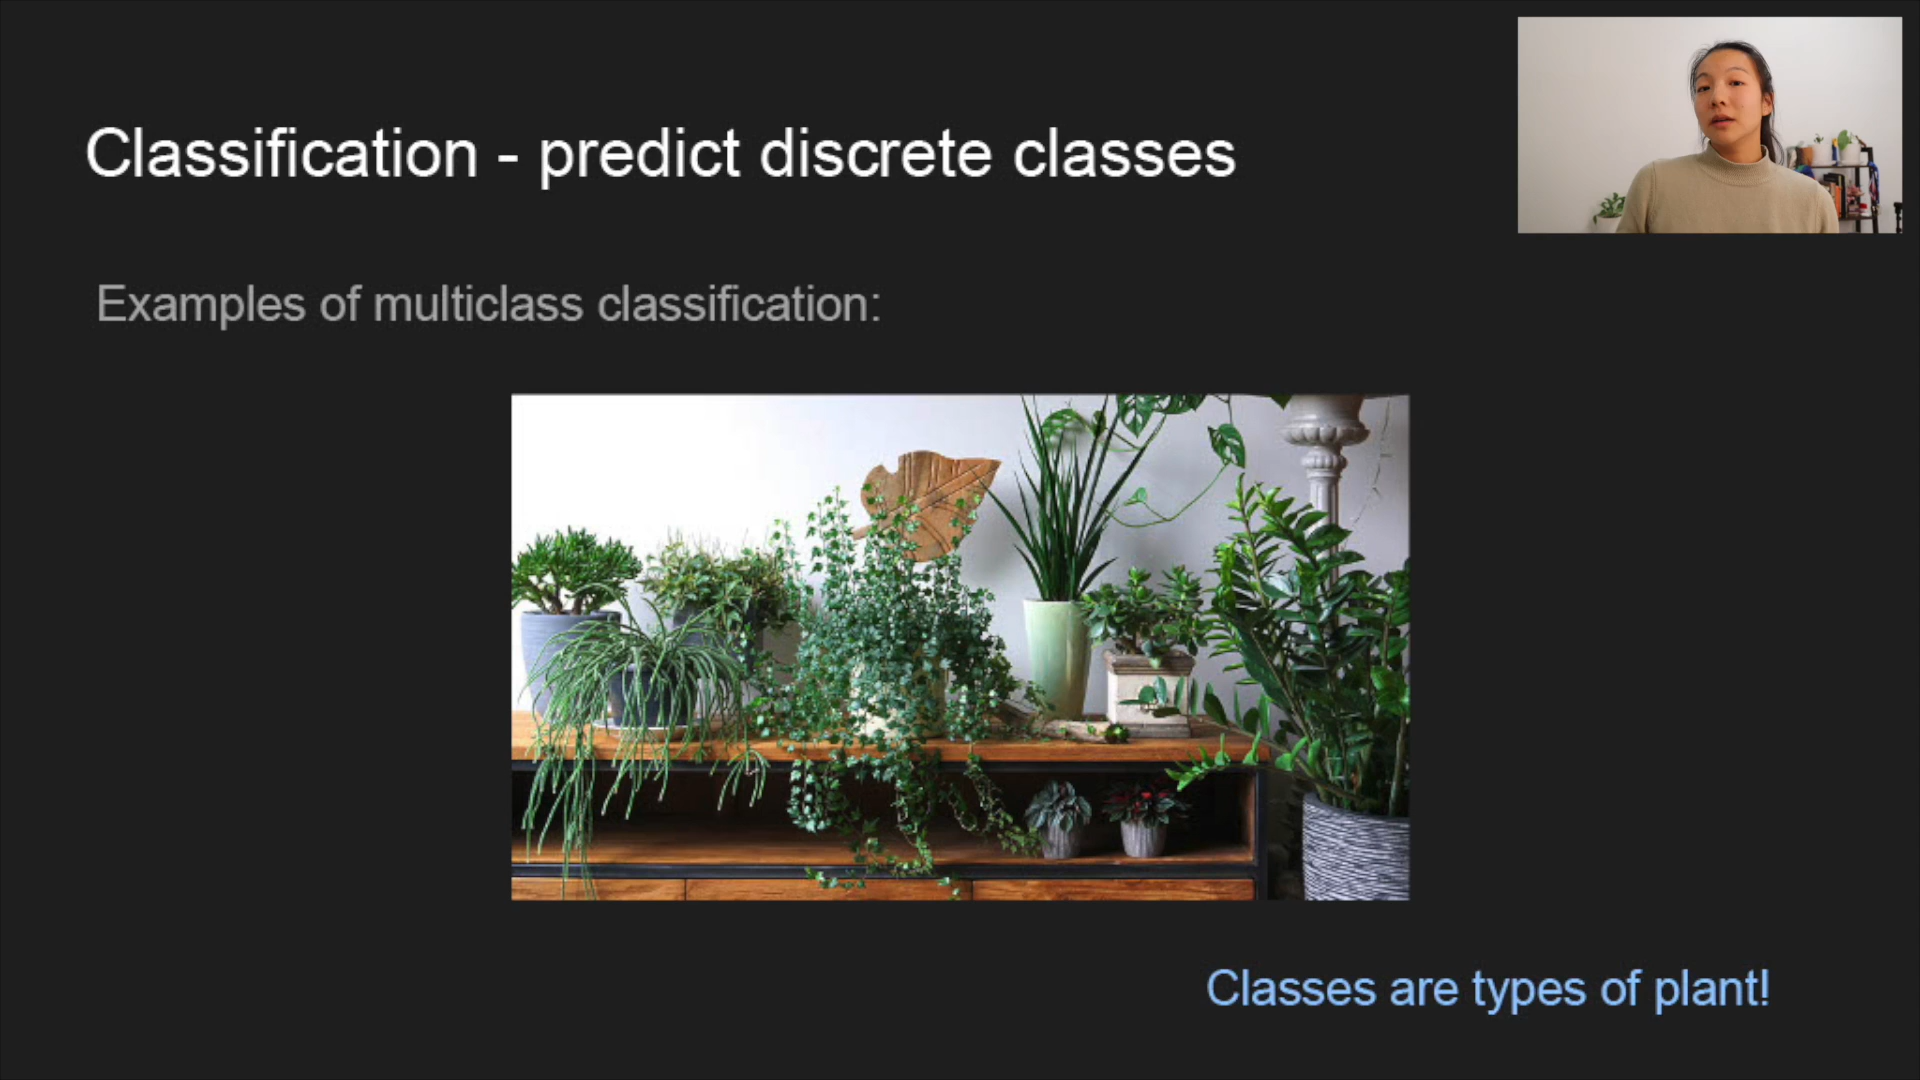 Classification - predict discrete classes
Examples of multiclass classification:
Classes are types of plant!